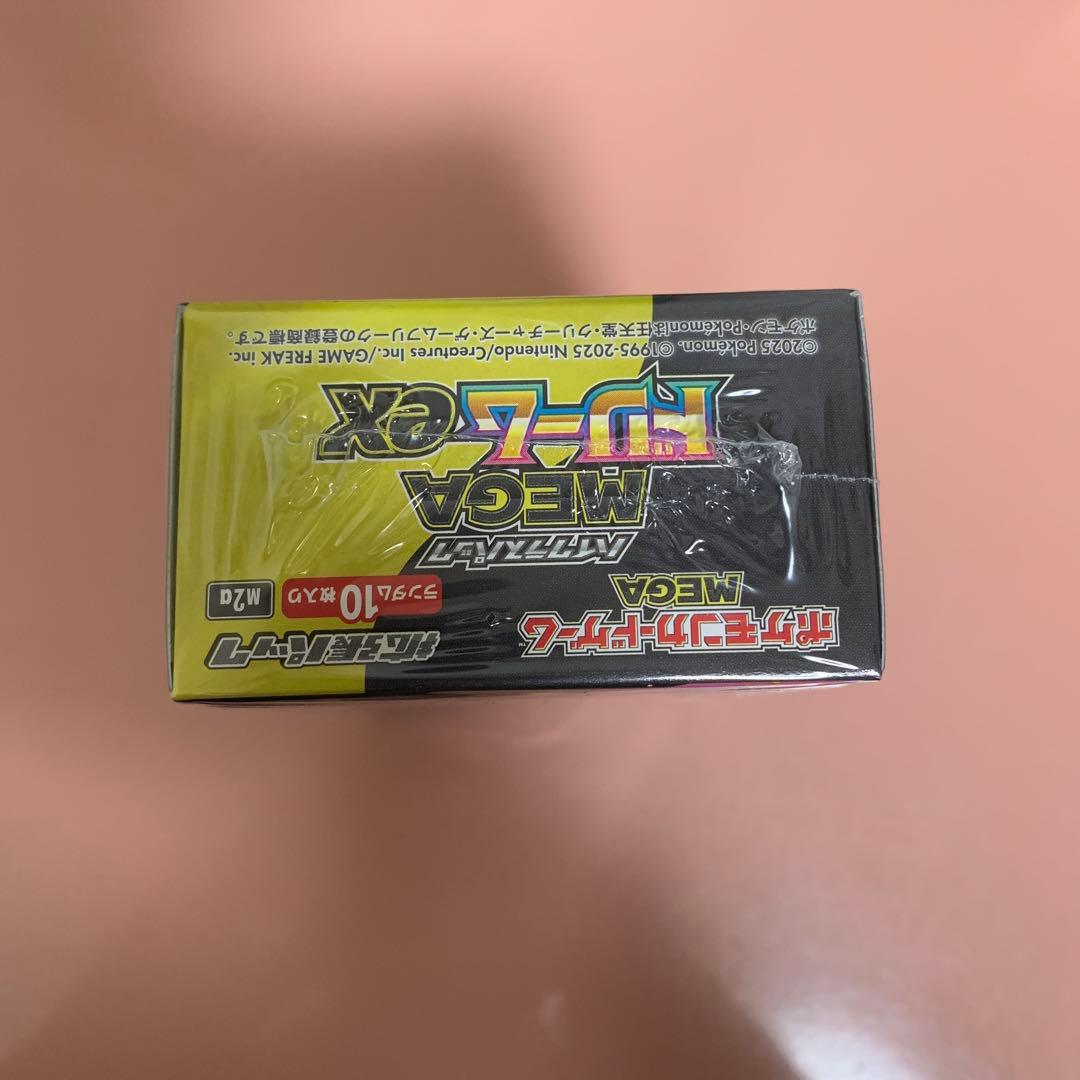 ポケモンカードゲーム™
MEGA
拡張パック
ランダム10枚入り
M2a
ハイクラスパック
MEGA
ドリームex
©2025 Pokémon. ©1995-2025 Nintendo/Creatures Inc./GAME FREAK inc.
ポケモン・Pokémonは任天堂・クリーチャーズ・ゲームフリークの登録商標です。